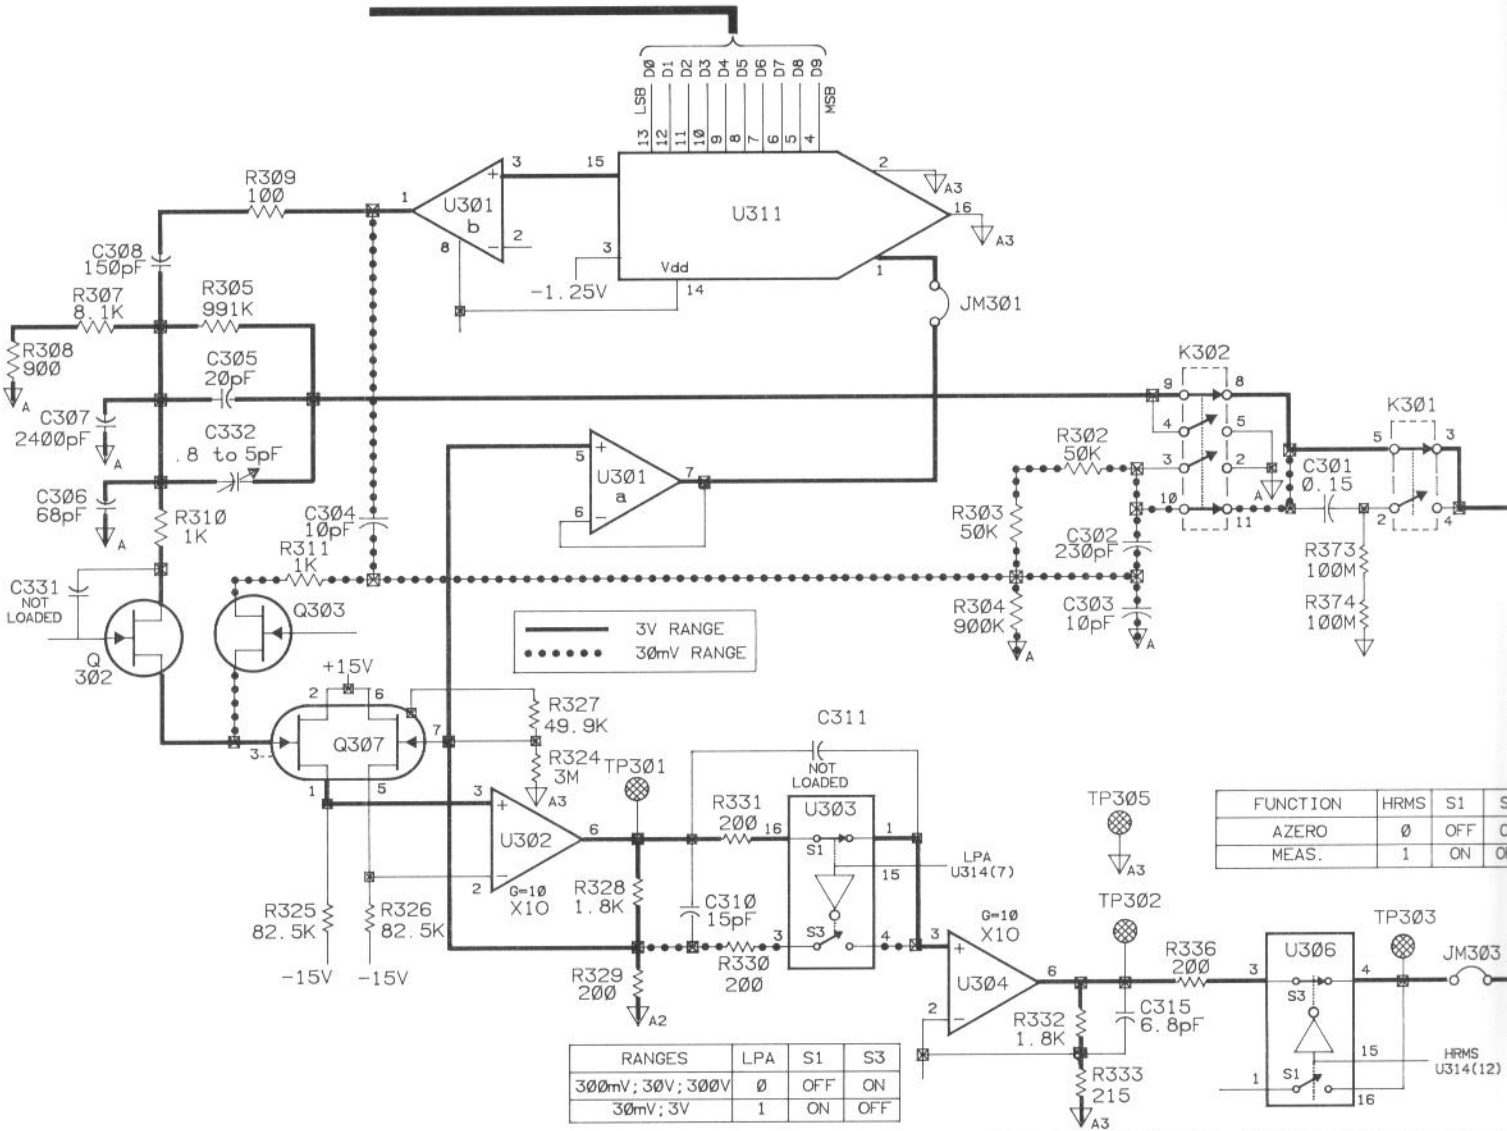 LSB DØ D1 D2 D3 D4 D5 D6 D7 D8 D9 MSB
13 12 11 10 9 8 7 6 5 4
R309
100
1
3
U301
b
2
8
15
U311
3
Vdd
14
-1.25V
2
A3
16
A3
1
JM301
C308
150pF
R307
8.1K
R305
991K
R308
900
A
C305
20pF
C307
2400pF
A
C332
.8 to 5pF
C306
68pF
A
R310
1K
C304
10pF
R311
1K
5
U301
a
6
7
K302
9
8
4
5
3
2
10
11
A
K301
5
3
2
4
R302
50K
R303
50K
C302
230pF
C301
0.15
R373
100M
R374
100M
R304
900K
A
C303
10pF
A
C331
NOT
LOADED
Q
302
Q303
3V RANGE
30mV RANGE
+15V
2
6
3
Q307
7
1
5
R327
49.9K
R324
3M
A3
TP301
3
U302
2
6
G=10
X10
R325
82.5K
R326
82.5K
-15V
-15V
R328
1.8K
R329
200
A2
C311
NOT
LOADED
R331
200
16
U303
S1
1
15
LPA
U314(7)
C310
15pF
R330
200
3
S3
4
TP305
A3
FUNCTION HRMS S1
AZERO Ø OFF
MEAS. 1 ON
TP302
G=10
X10
3
U304
2
6
R332
1.8K
C315
6.8pF
R333
215
A3
R336
200
3
U306
S3
4
TP303
JM303
15
HRMS
U314(12)
1
S1
16
RANGES LPA S1 S3
300mV; 30V; 300V Ø OFF ON
30mV; 3V 1 ON OFF